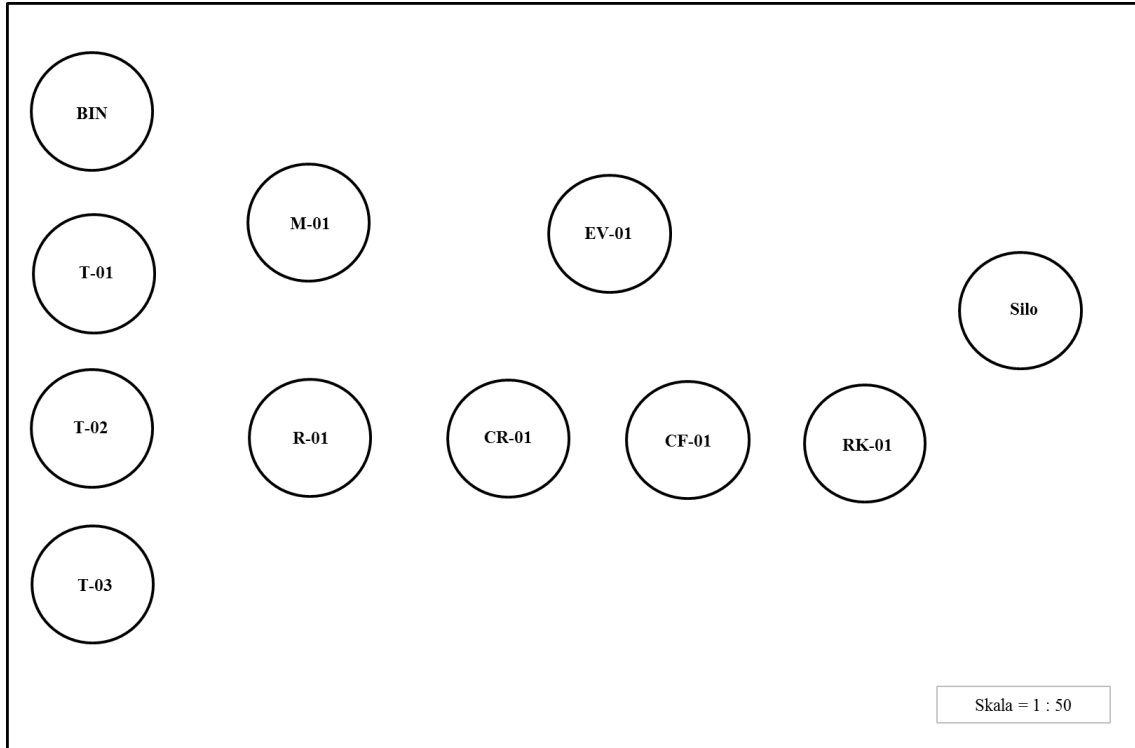 BIN
M-01
EV-01
T-01
Silo
T-02
R-01
CR-01
CF-01
RK-01
T-03
Skala = 1 : 50